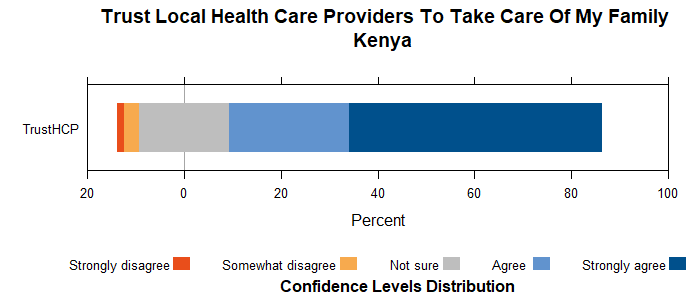 Trust Local Health Care Providers To Take Care Of My Family
Kenya
TrustHCP
20 0 20 40 60 80 100
Percent
Strongly disagree Somewhat disagree Not sure Agree Strongly agree
Confidence Levels Distribution